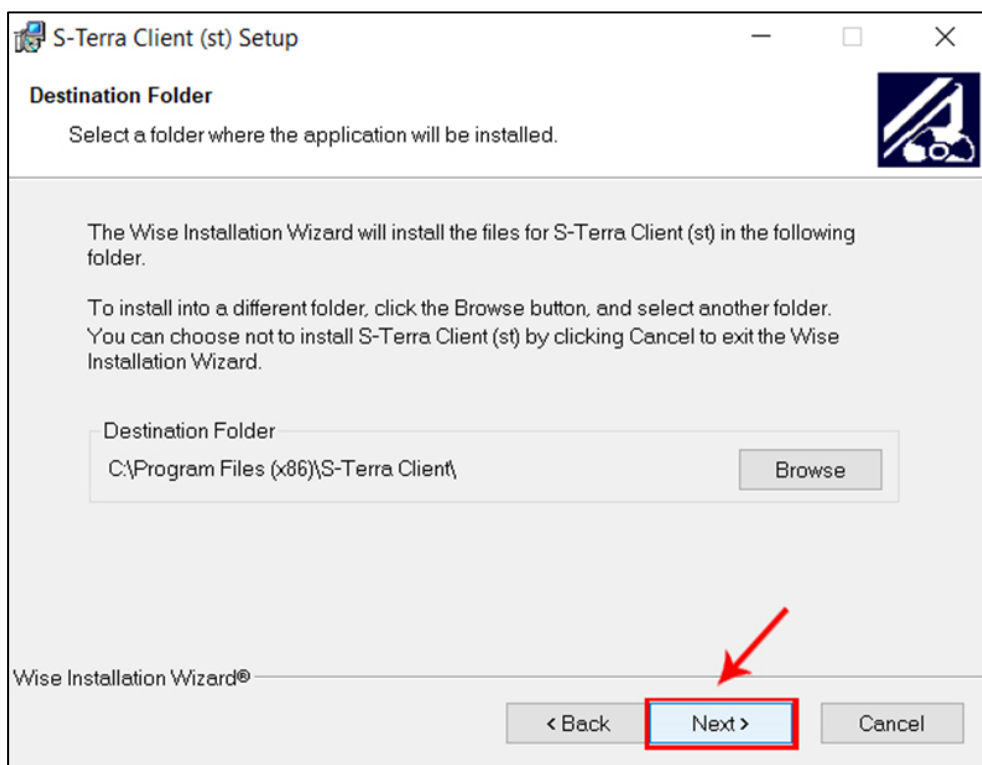 S-Terra Client (st) Setup
Destination Folder
Select a folder where the application will be installed.
The Wise Installation Wizard will install the files for S-Terra Client (st) in the following
folder.
To install into a different folder, click the Browse button, and select another folder.
You can choose not to install S-Terra Client (st) by clicking Cancel to exit the Wise
Installation Wizard.
Destination Folder
C:\Program Files (x86)\S-Terra Client\
Browse
Wise Installation Wizard®
< Back
Next >
Cancel